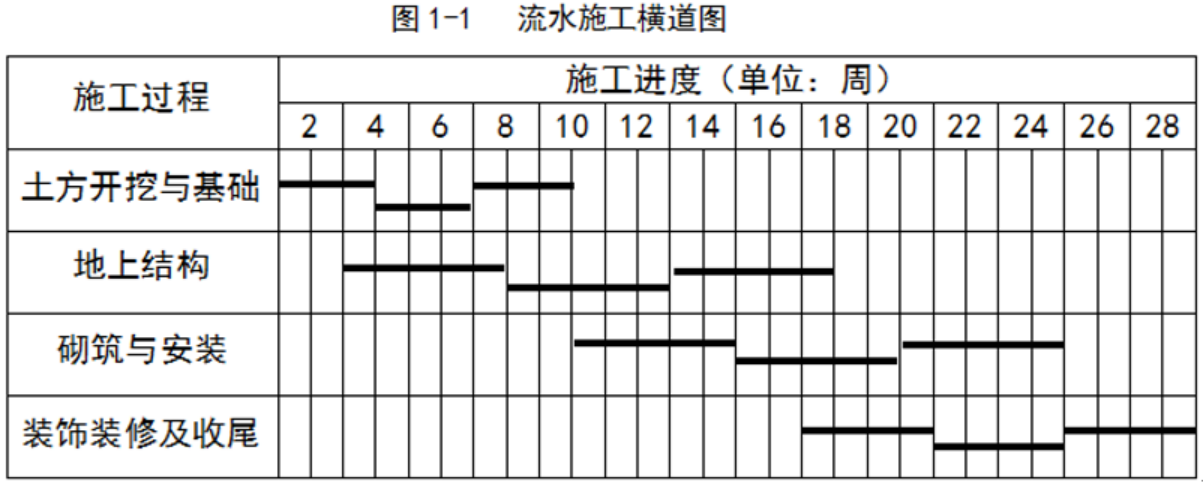 图 1-1 流水施工横道图
施工过程 施工进度（单位：周）
2 4 6 8 10 12 14 16 18 20 22 24 26 28
土方开挖与基础
地上结构
砌筑与安装
装饰装修及收尾